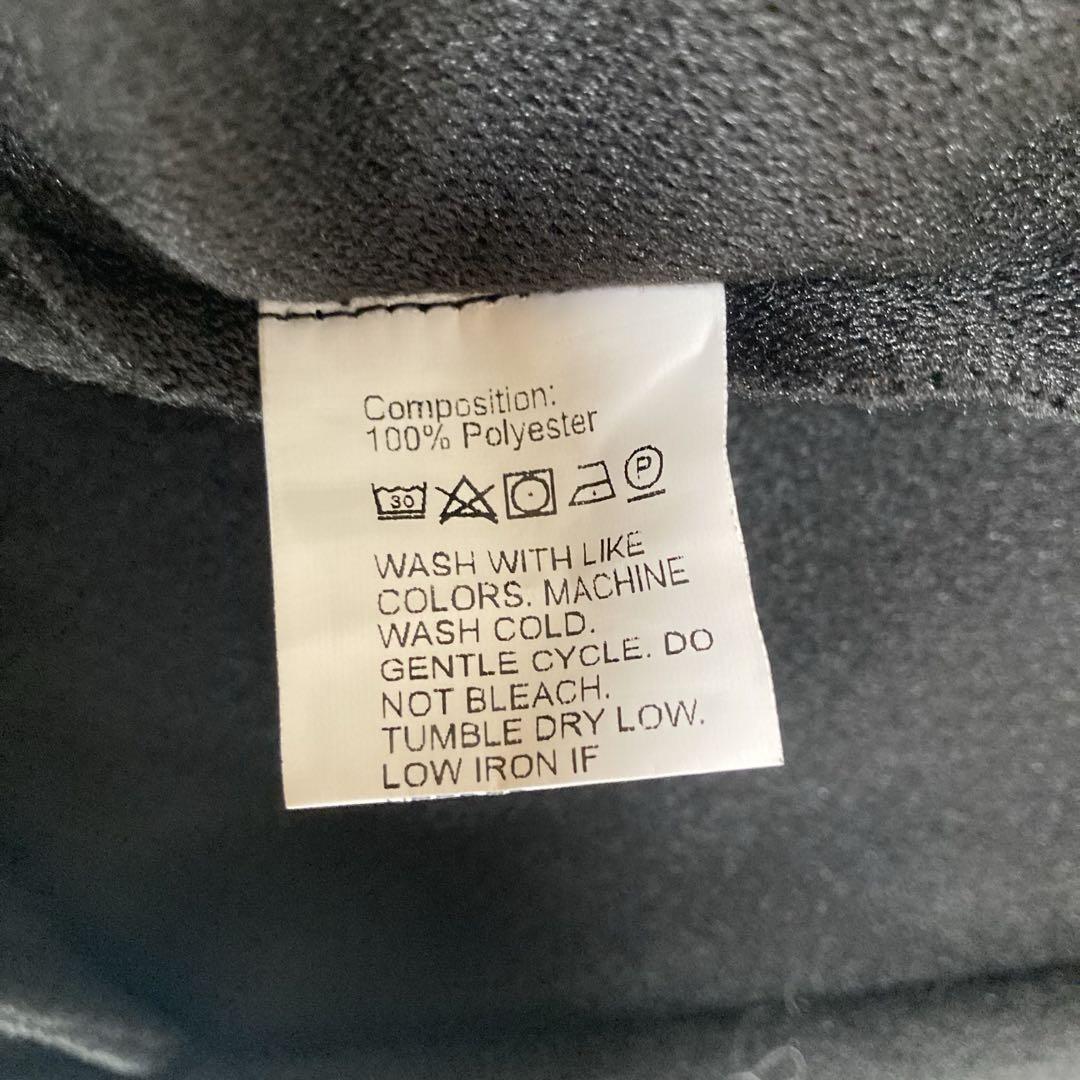 Composition:
100% Polyester
30 P
WASH WITH LIKE
COLORS. MACHINE
WASH COLD.
GENTLE CYCLE. DO
NOT BLEACH.
TUMBLE DRY LOW.
LOW IRON IF